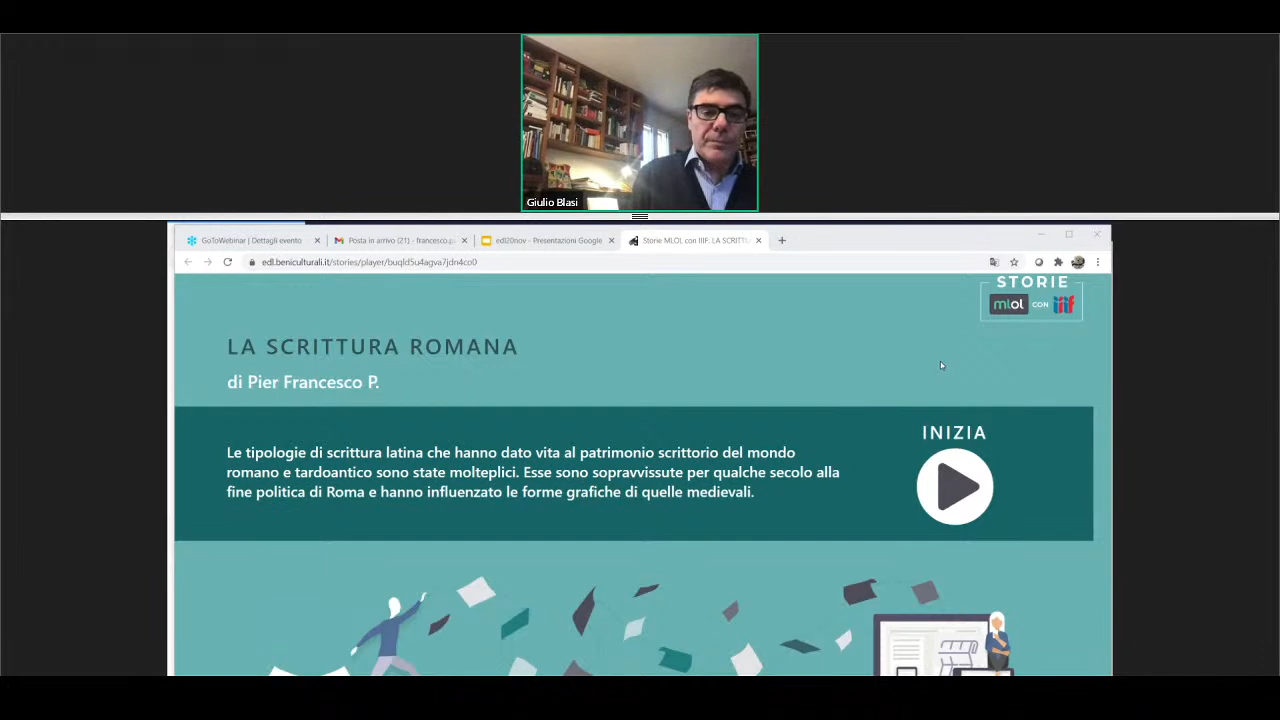 Giulio Blasi
GoToWebinar | Dettagli evento
Posta in arrivo (21) - francesco.p
edl20nov - Presentazioni Google
Storie MLOL con IIIF: LA SCRITTU
edl.beniculturali.it/stories/player/buqld5u4agva7jdn4co0
STORIE
mlol CON iiif
LA SCRITTURA ROMANA
di Pier Francesco P.
INIZIA
Le tipologie di scrittura latina che hanno dato vita al patrimonio scrittorio del mondo
romano e tardoantico sono state molteplici. Esse sono sopravvissute per qualche secolo alla
fine politica di Roma e hanno influenzato le forme grafiche di quelle medievali.